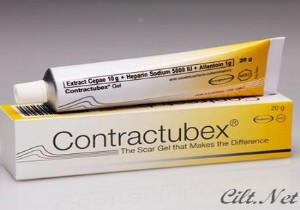 Extract Cepae 10 g + Heparin Sodium 5000 IU + Allantoin 1g
Contractubex® Gel
20 g
20 g
Contractubex®
The Scar Gel that Makes the Difference
Cilt.Net